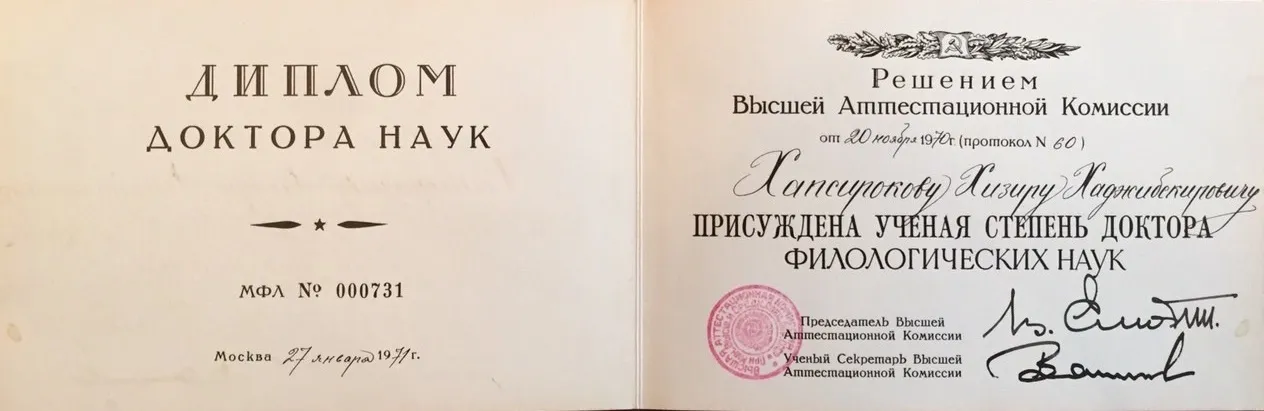 ДИПЛОМ
ДОКТОРА НАУК
МФЛ № 000731
Москва 27 января 1971 г.
Решением
Высшей Аттестационной Комиссии
от 20 ноября 1970 г. (протокол N 60)
Хапсирокову Хизиру Хаджибекировичу
ПРИСУЖДЕНА УЧЕНАЯ СТЕПЕНЬ ДОКТОРА
ФИЛОЛОГИЧЕСКИХ НАУК
Председатель Высшей
Аттестационной Комиссии
Ученый Секретарь Высшей
Аттестационной Комиссии